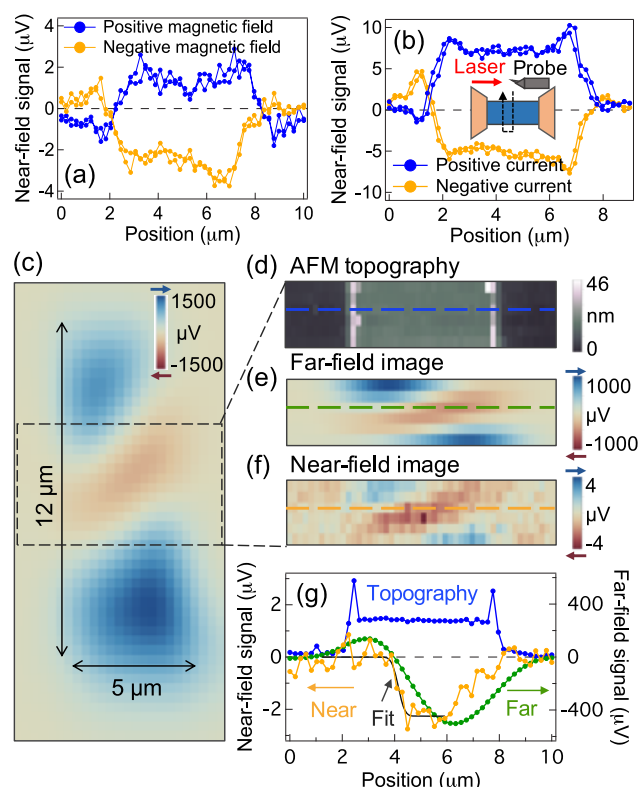 Near-field signal (μV)
4
2
0
-2
-4
Positive magnetic field
Negative magnetic field
(a)
0 2 4 6 8 10
Position (μm)
Near-field signal (μV)
10
5
0
-5
-10
(b)
Laser Probe
Positive current
Negative current
0 2 4 6 8
Position (μm)
(c)
1500
μV
-1500
12 μm
5 μm
(d) AFM topography
46
nm
0
(e) Far-field image
1000
μV
-1000
(f) Near-field image
4
μV
-4
(g)
Near-field signal (μV)
2
0
-2
Topography
Near
Fit
Far
Far-field signal (μV)
400
0
-400
0 2 4 6 8 10
Position (μm)